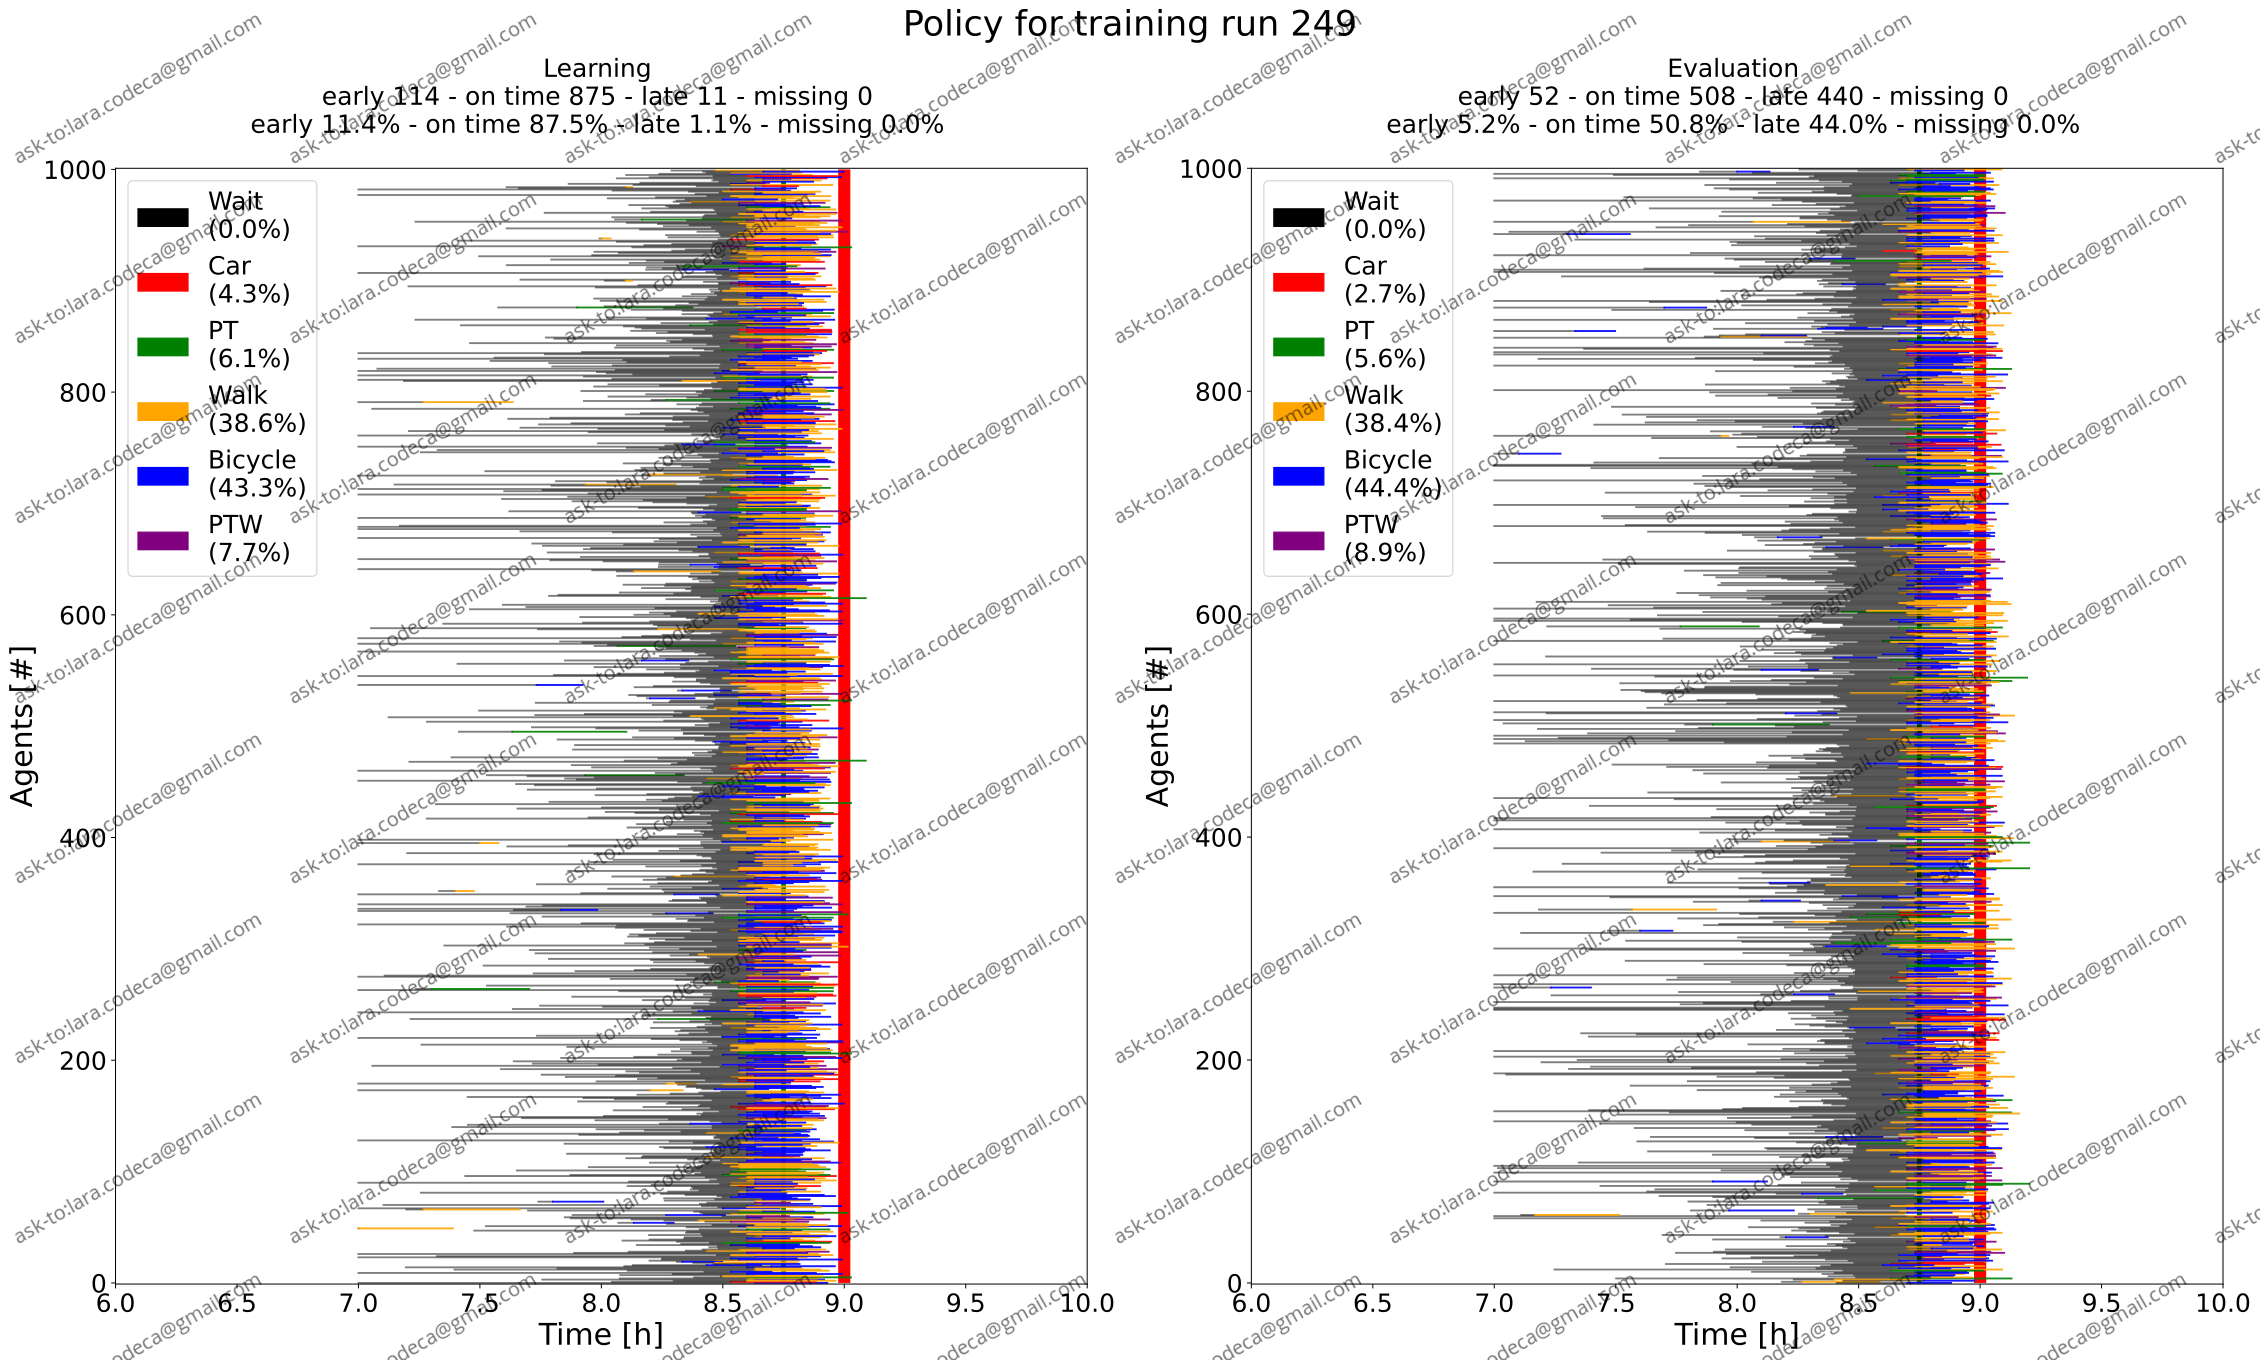 Policy for training run 249
Learning
early 114 - on time 875 - late 11 - missing 0
early 11.4% - on time 87.5% - late 1.1% - missing 0.0%
1000
800
600
400
200
0
Agents [#]
Wait
(0.0%)
Car
(4.3%)
PT
(6.1%)
Walk
(38.6%)
Bicycle
(43.3%)
PTW
(7.7%)
6.0 6.5 7.0 7.5 8.0 8.5 9.0 9.5 10.0
Time [h]
Evaluation
early 52 - on time 508 - late 440 - missing 0
early 5.2% - on time 50.8% - late 44.0% - missing 0.0%
1000
800
600
400
200
0
Agents [#]
Wait
(0.0%)
Car
(2.7%)
PT
(5.6%)
Walk
(38.4%)
Bicycle
(44.4%)
PTW
(8.9%)
6.0 6.5 7.0 7.5 8.0 8.5 9.0 9.5 10.0
Time [h]
ask-to:lara.codeca@gmail.com